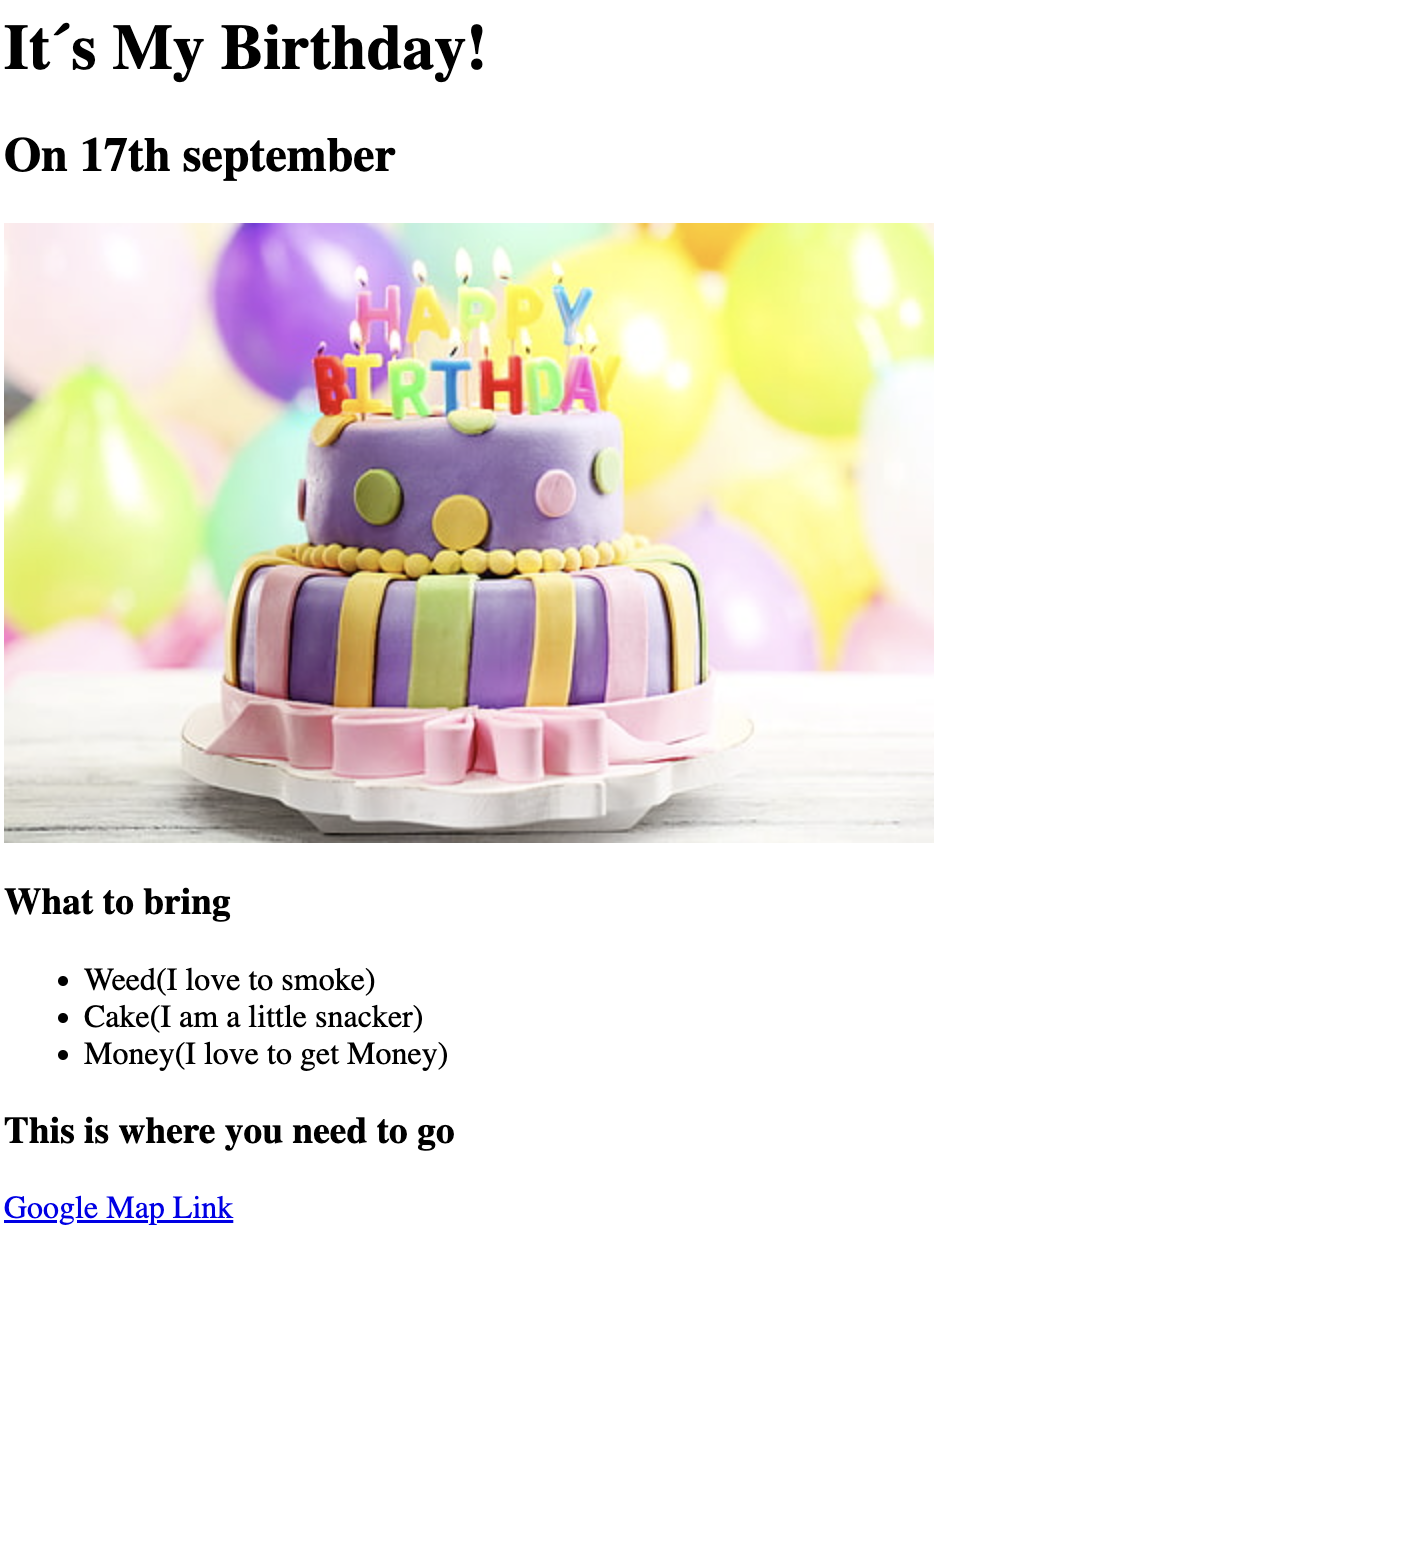 It´s My Birthday!
On 17th september
HAPPY
BIRTHDAY
What to bring
Weed(I love to smoke)
Cake(I am a little snacker)
Money(I love to get Money)
This is where you need to go
Google Map Link